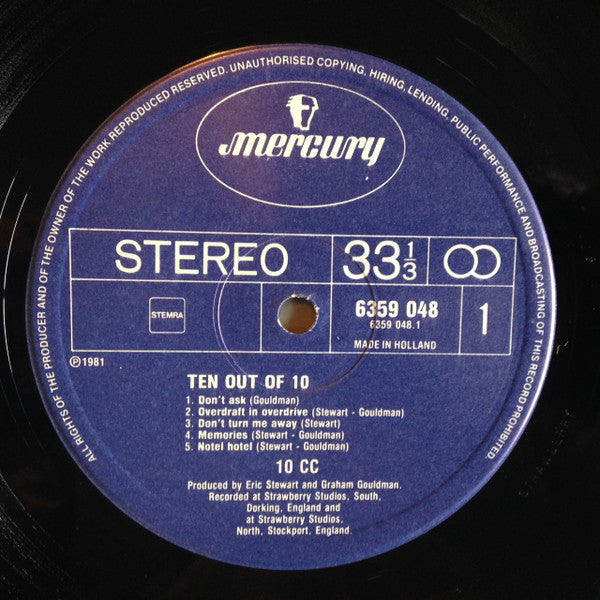 ALL RIGHTS OF THE PRODUCER AND OF THE OWNER OF THE WORK REPRODUCED RESERVED. UNAUTHORISED COPYING, HIRING, LENDING, PUBLIC PERFORMANCE AND BROADCASTING OF THIS RECORD PROHIBITED.
mercury
STEREO 33 1/3
STEMRA
6359 048
6359 048.1
1
MADE IN HOLLAND
℗ 1981
TEN OUT OF 10
1. Don't ask (Gouldman)
2. Overdraft in overdrive (Stewart - Gouldman)
3. Don't turn me away (Stewart)
4. Memories (Stewart - Gouldman)
5. Notel hotel (Stewart - Gouldman)
10 CC
Produced by Eric Stewart and Graham Gouldman.
Recorded at Strawberry Studios, South,
Dorking, England and
at Strawberry Studios,
North, Stockport, England.